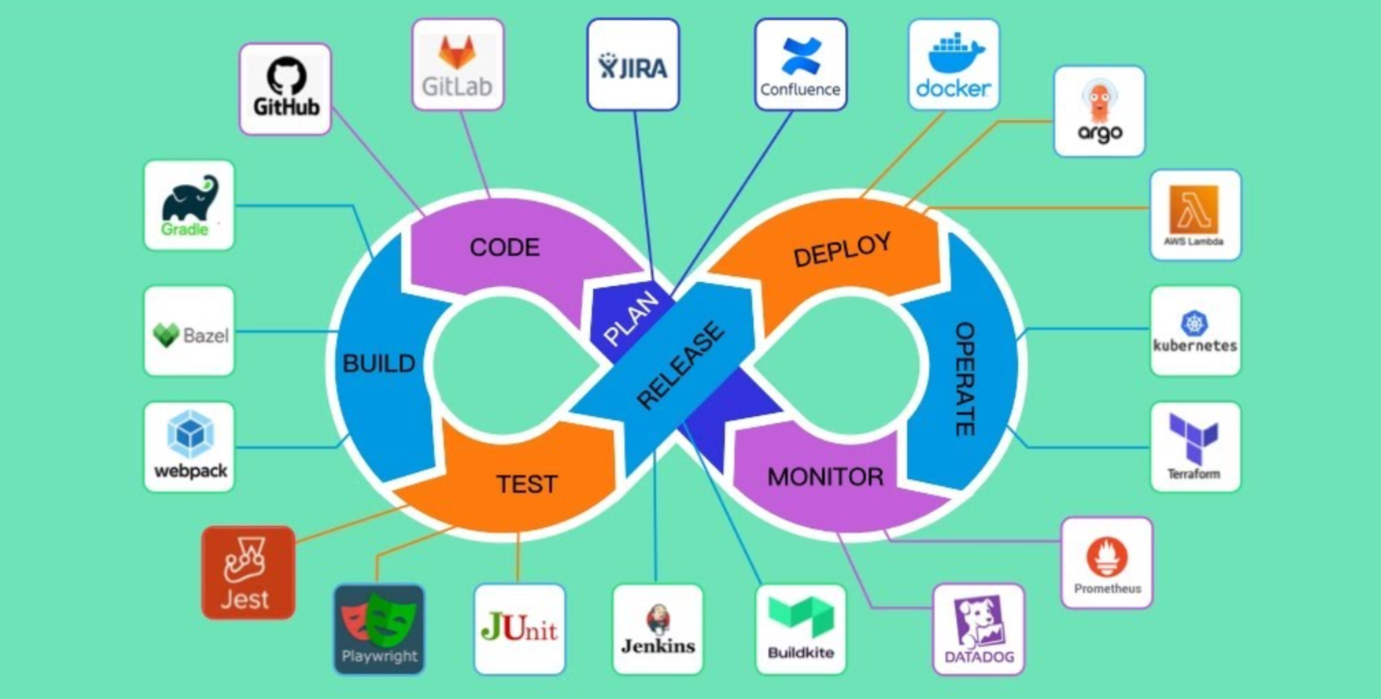 GitHub
GitLab
JIRA
Confluence
docker
argo
Gradle
AWS Lambda
CODE
DEPLOY
PLAN
RELEASE
BUILD
OPERATE
Bazel
kubernetes
webpack
Terraform
TEST
MONITOR
Jest
Playwright
JUnit
Jenkins
Buildkite
DATADOG
Prometheus